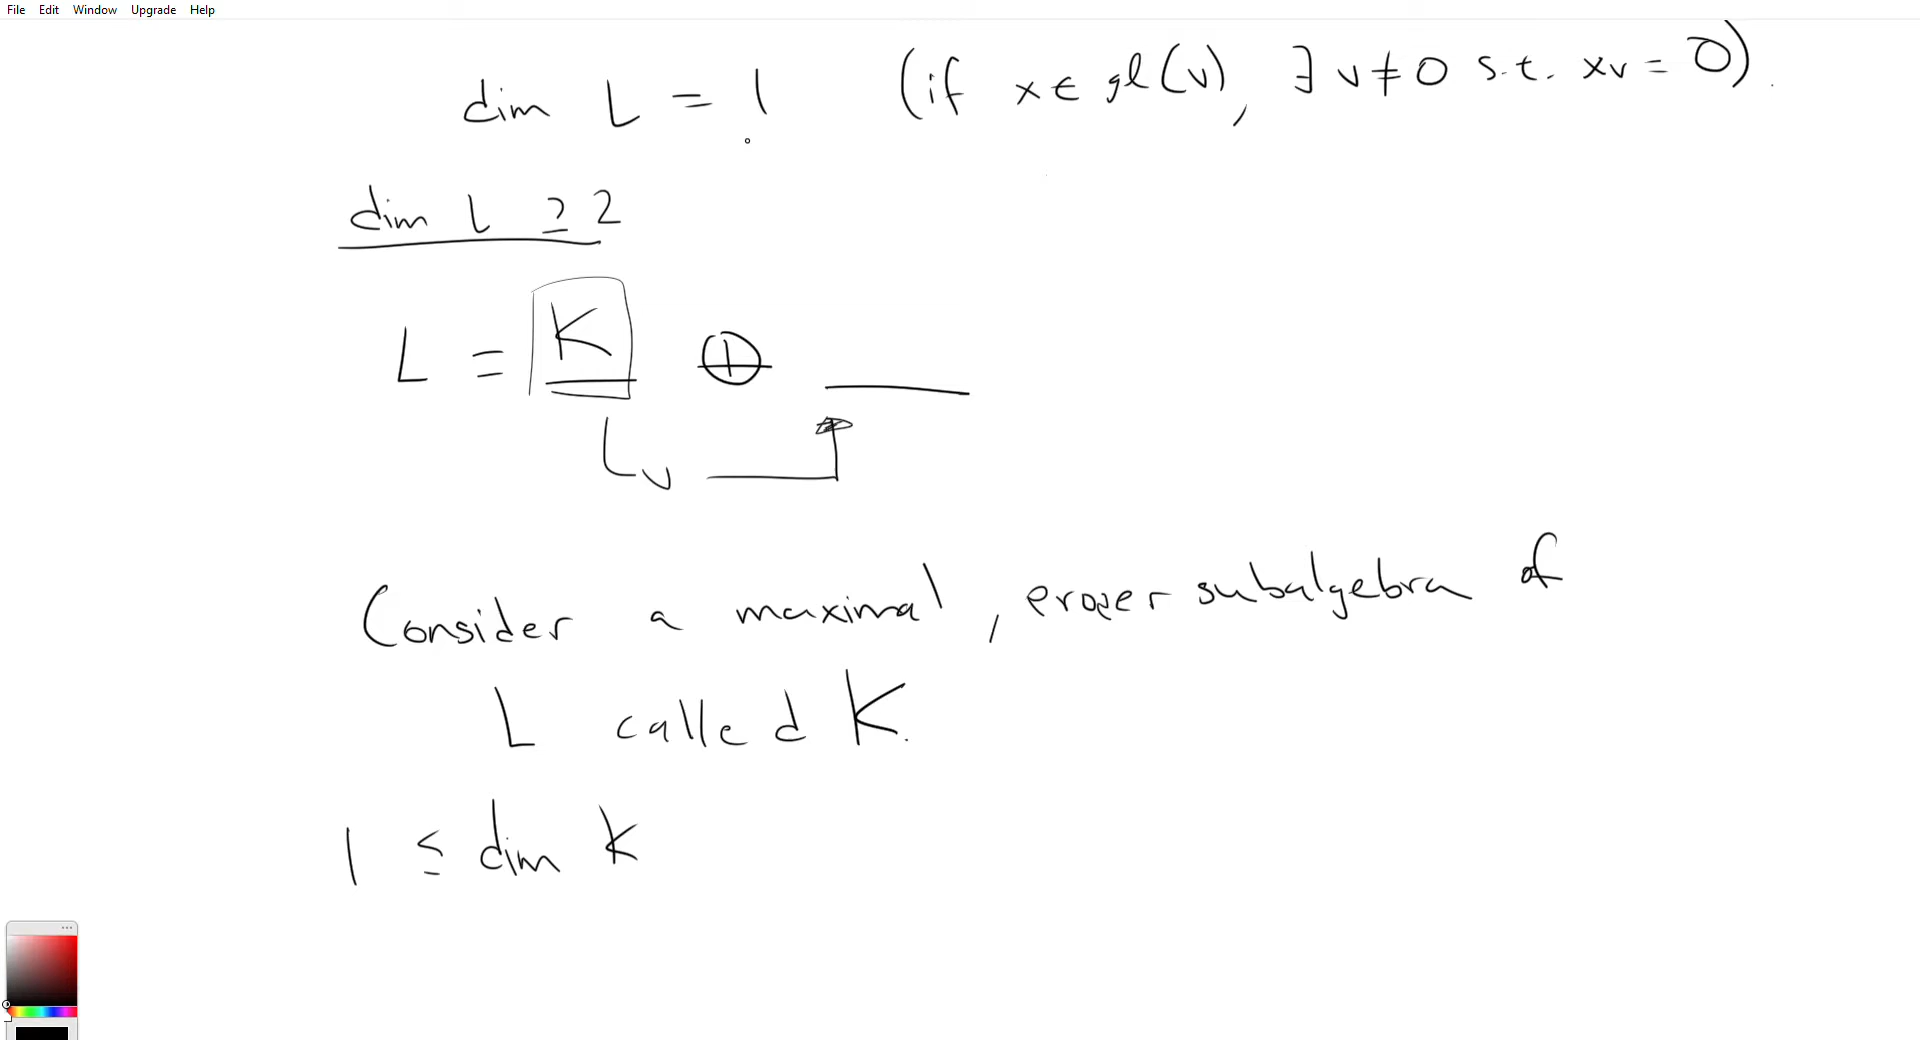 File Edit Window Upgrade Help
dim L = 1 (if x ∈ gl(v), ∃ v ≠ 0 s.t. xv = 0).
dim L ≥ 2
L = K ⊕
Lv
Consider a maximal, proper subalgebra of
L called K.
1 ≤ dim K